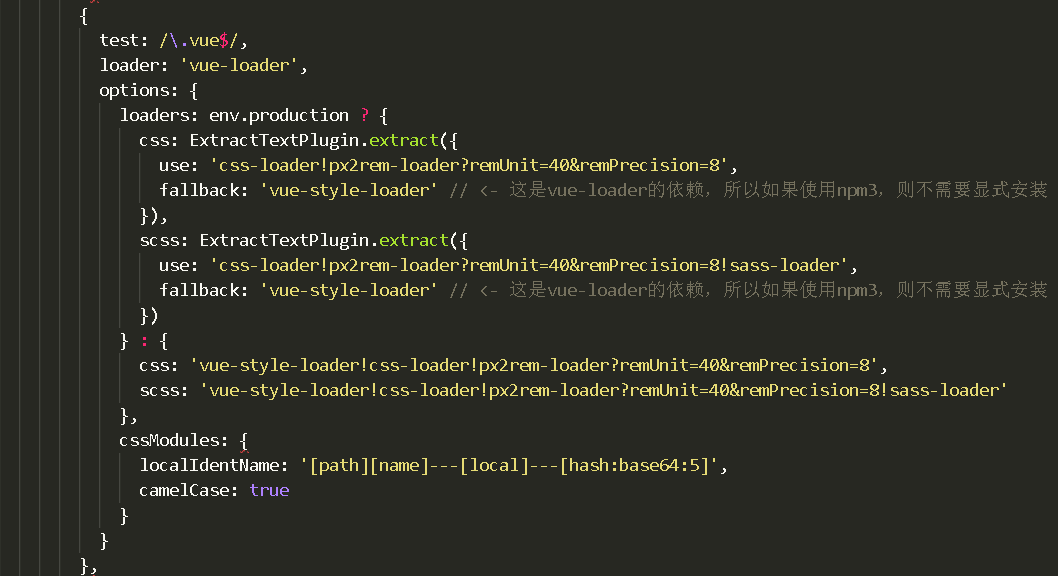 {
test: /\.vue$/,
loader: 'vue-loader',
options: {
loaders: env.production ? {
css: ExtractTextPlugin.extract({
use: 'css-loader!px2rem-loader?remUnit=40&remPrecision=8',
fallback: 'vue-style-loader' // <- 这是vue-loader的依赖，所以如果使用npm3，则不需要显式安装
}),
scss: ExtractTextPlugin.extract({
use: 'css-loader!px2rem-loader?remUnit=40&remPrecision=8!sass-loader',
fallback: 'vue-style-loader' // <- 这是vue-loader的依赖，所以如果使用npm3，则不需要显式安装
})
} : {
css: 'vue-style-loader!css-loader!px2rem-loader?remUnit=40&remPrecision=8',
scss: 'vue-style-loader!css-loader!px2rem-loader?remUnit=40&remPrecision=8!sass-loader'
},
cssModules: {
localIdentName: '[path][name]---[local]---[hash:base64:5]',
camelCase: true
}
}
},